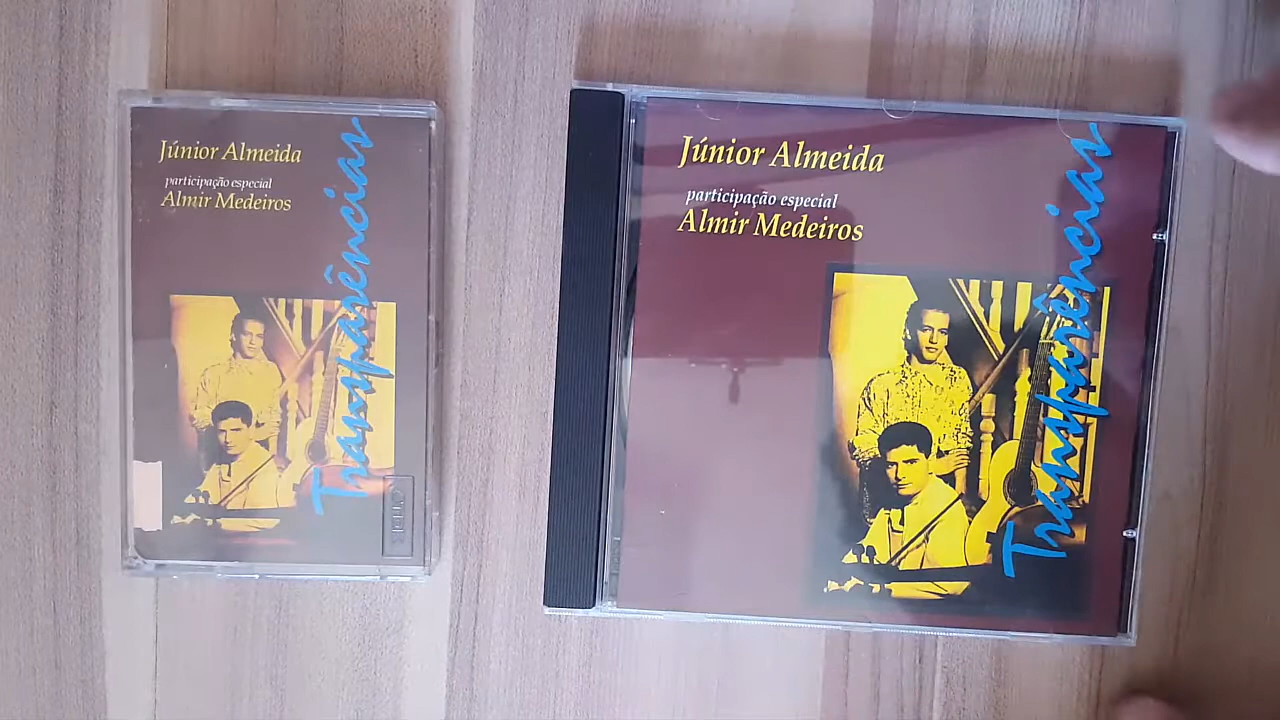 Júnior Almeida
participação especial
Almir Medeiros
Transparências
Júnior Almeida
participação especial
Almir Medeiros
Transparências